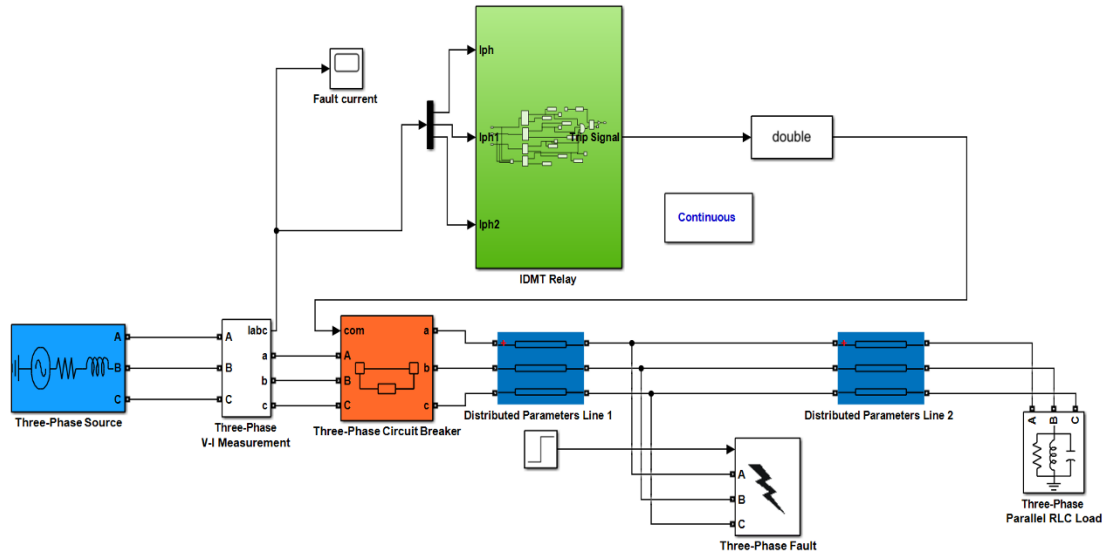 Iph
Fault current
Iph1
Trip Signal
double
Iph2
Continuous
IDMT Relay
Iabc
com
a
A
A
a
A
B
B
b
B
b
C
C
c
C
c
Three-Phase Source
Three-Phase
V-I Measurement
Three-Phase Circuit Breaker
Distributed Parameters Line 1
Distributed Parameters Line 2
A
B
C
A
B
C
Three-Phase Fault
Three-Phase
Parallel RLC Load